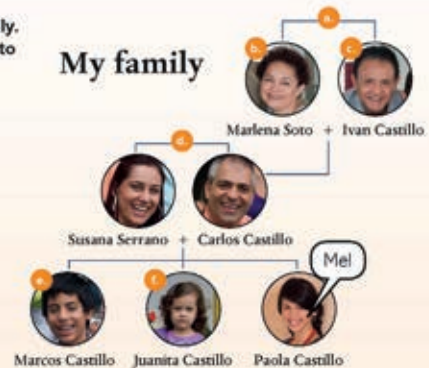 ly.
to
My family
a.
b.
c.
Marlena Soto + Ivan Castillo
d.
Susana Serrano + Carlos Castillo
Me!
e.
f.
Marcos Castillo Juanita Castillo Paola Castillo